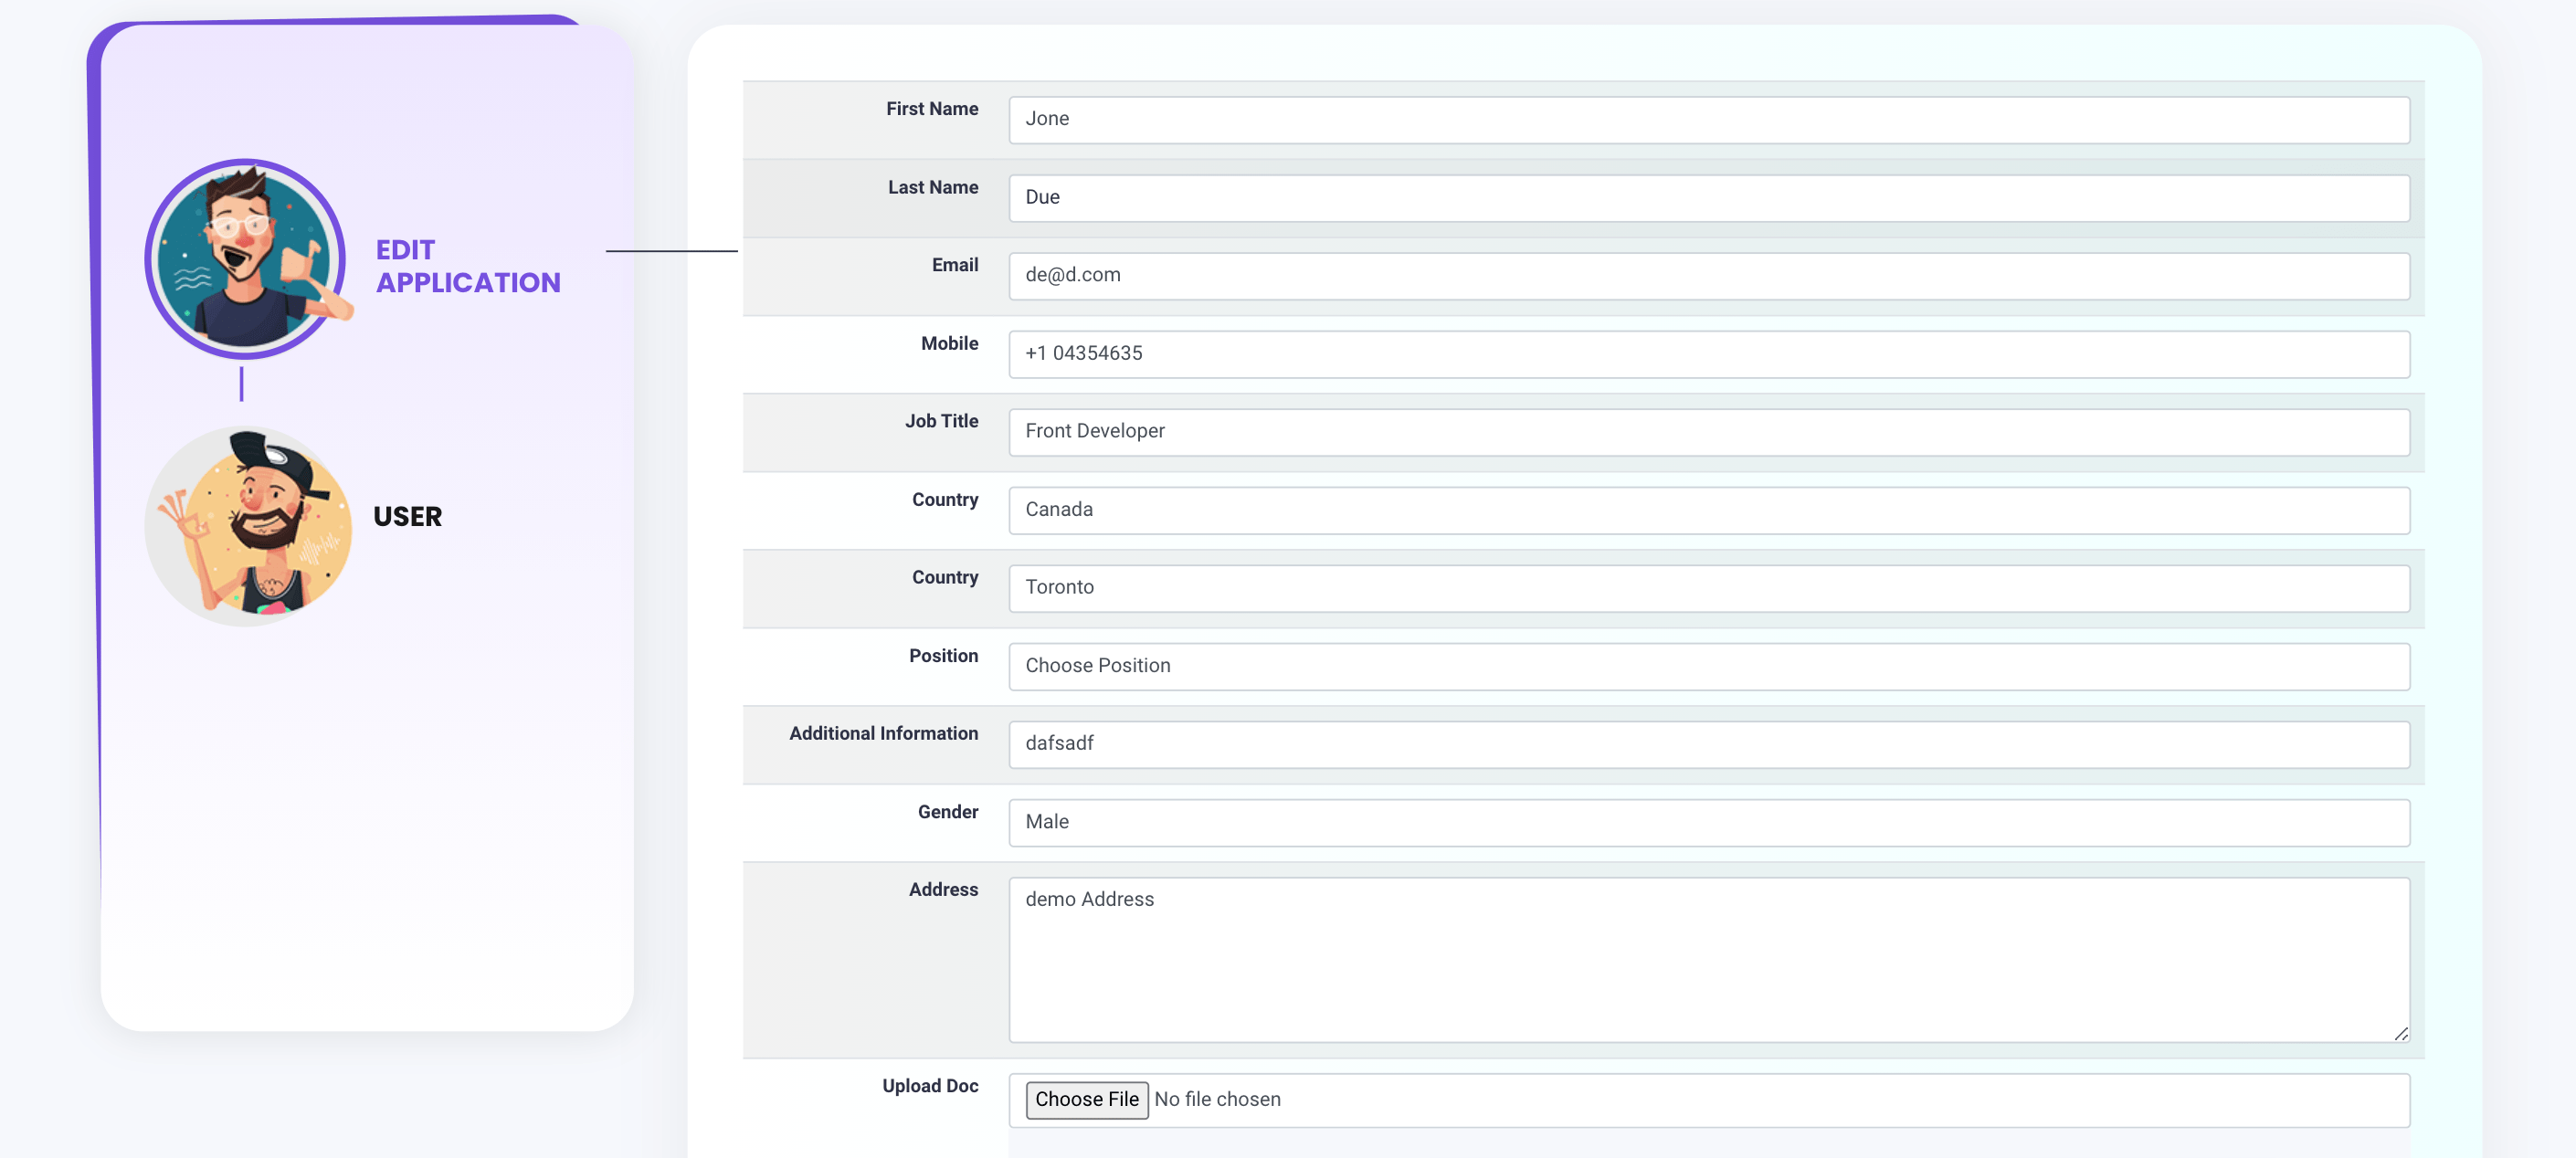 EDIT
APPLICATION
USER
First Name
Jone
Last Name
Due
Email
de@d.com
Mobile
+1 04354635
Job Title
Front Developer
Country
Canada
Country
Toronto
Position
Choose Position
Additional Information
dafsadf
Gender
Male
Address
demo Address
Upload Doc
Choose File No file chosen